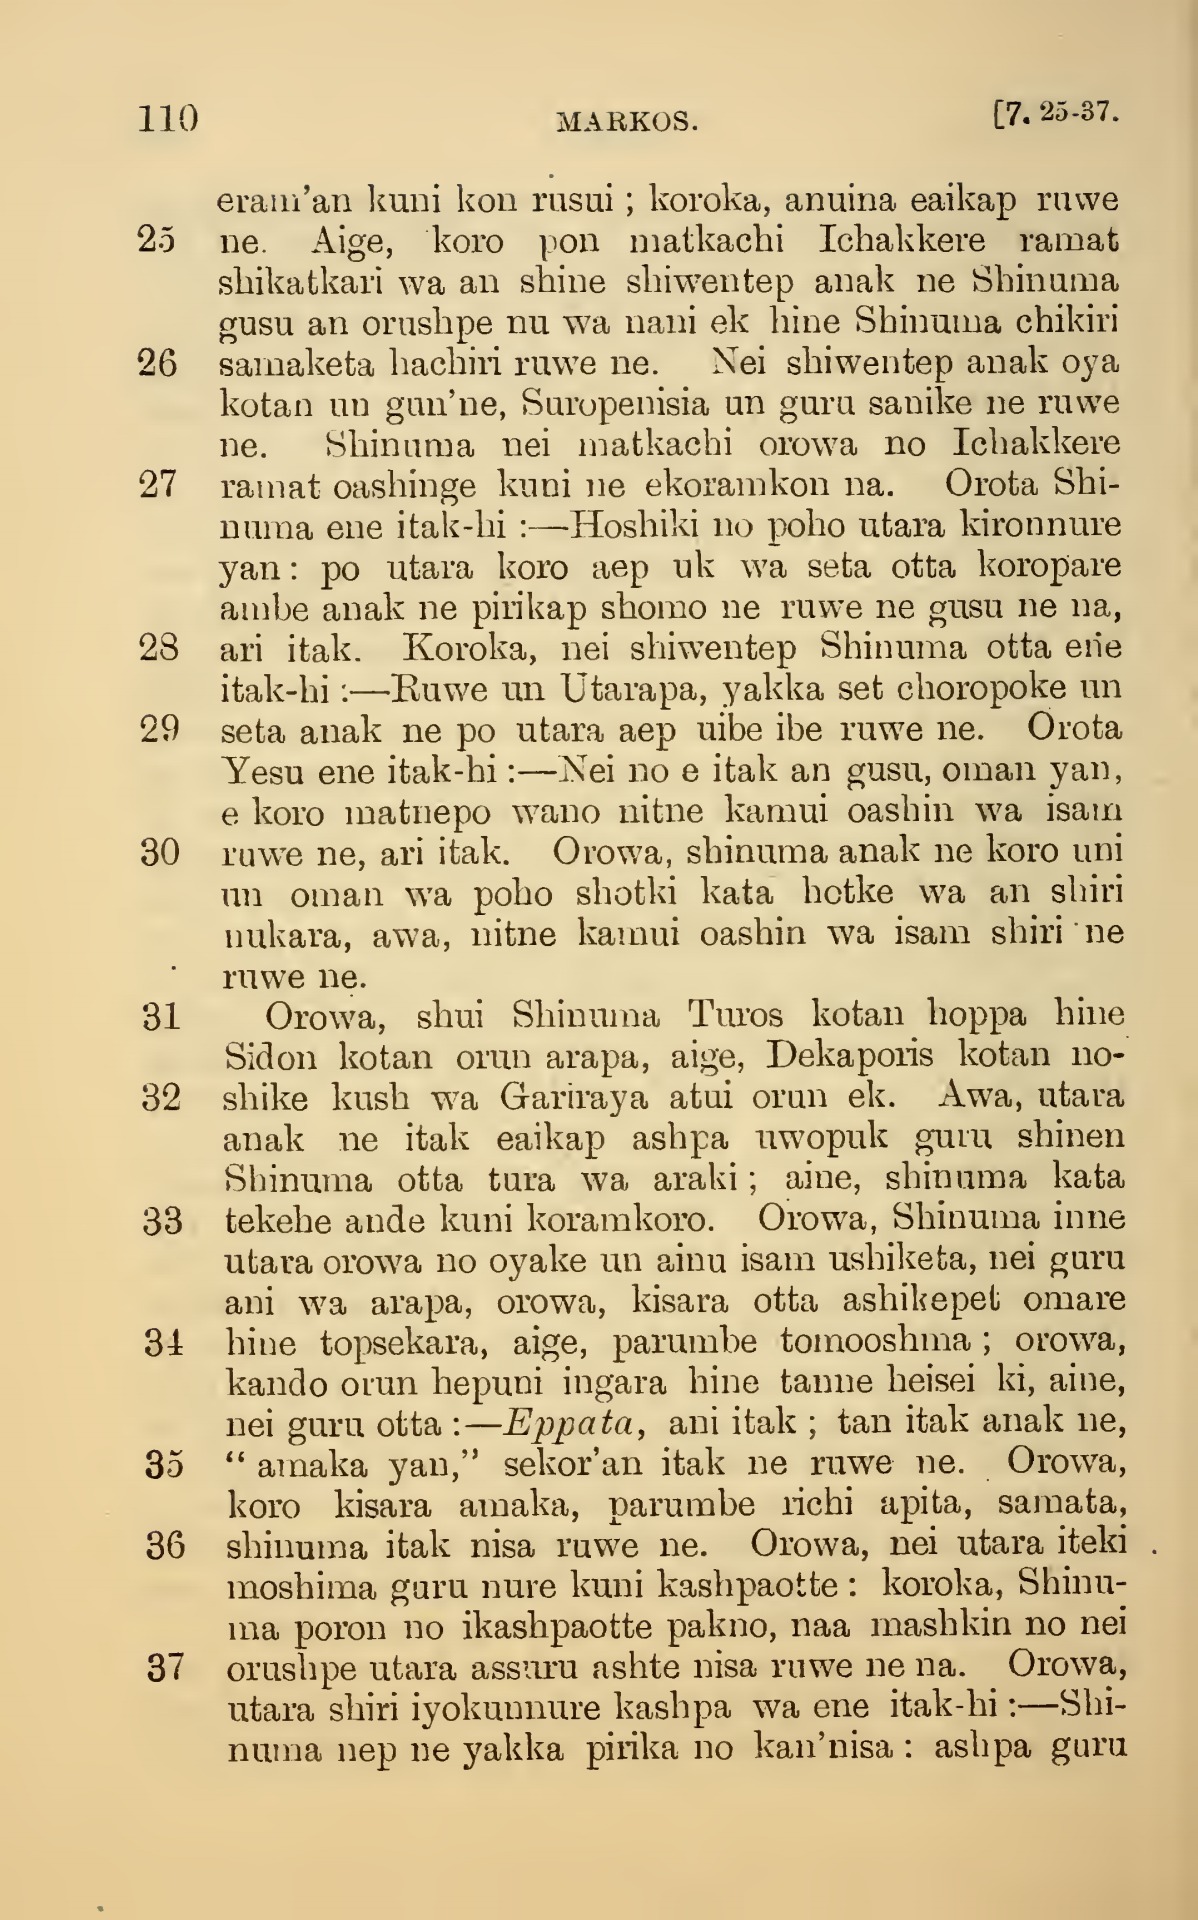 110 MARKOS. [7. 25-37.
eram'an kuni kon rusui ; koroka, anuina eaikap ruwe
25 ne. Aige, koro pon matkachi Ichakkere ramat
shikatkari wa an shine shiwentep anak ne Shinuma
gusu an orushpe nu wa nani ek hine Shinuma chikiri
26 samaketa hachiri ruwe ne. Nei shiwentep anak oya
kotan un gun'ne, Suropenisia un guru sanike ne ruwe
ne. Shinuma nei matkachi orowa no Ichakkere
27 ramat oashinge kuni ne ekoramkon na. Orota Shi-
numa ene itak-hi :—Hoshiki no poho utara kironnure
yan : po utara koro aep uk wa seta otta koropare
ambe anak ne pirikap shomo ne ruwe ne gusu ne na,
28 ari itak. Koroka, nei shiwentep Shinuma otta ene
itak-hi :—Ruwe un Utarapa, yakka set choropoke un
29 seta anak ne po utara aep uibe ibe ruwe ne. Orota
Yesu ene itak-hi :—Nei no e itak an gusu, oman yan,
e koro matnepo wano nitne kamui oashin wa isam
30 ruwe ne, ari itak. Orowa, shinuma anak ne koro uni
un oman wa poho shotki kata hotke wa an shiri
nukara, awa, nitne kamui oashin wa isam shiri ne
ruwe ne.
31 Orowa, shui Shinuma Turos kotan hoppa hine
Sidon kotan orun arapa, aige, Dekaporis kotan no-
32 shike kush wa Gariraya atui orun ek. Awa, utara
anak ne itak eaikap ashpa uwopuk guru shinen
Shinuma otta tura wa araki ; aine, shinuma kata
33 tekehe ande kuni koramkoro. Orowa, Shinuma inne
utara orowa no oyake un ainu isam ushiketa, nei guru
ani wa arapa, orowa, kisara otta ashikepet omare
34 hine topsekara, aige, parumbe tomooshma ; orowa,
kando orun hepuni ingara hine tanne heisei ki, aine,
nei guru otta :—Eppata, ani itak ; tan itak anak ne,
35 " amaka yan," sekor'an itak ne ruwe ne. Orowa,
koro kisara amaka, parumbe richi apita, samata,
36 shinuma itak nisa ruwe ne. Orowa, nei utara iteki
moshima guru nure kuni kashpaotte : koroka, Shinu-
ma poron no ikashpaotte pakno, naa mashkin no nei
37 orushpe utara assuru ashte nisa ruwe ne na. Orowa,
utara shiri iyokunnure kashpa wa ene itak-hi :—Shi-
numa nep ne yakka pirika no kan'nisa : ashpa guru